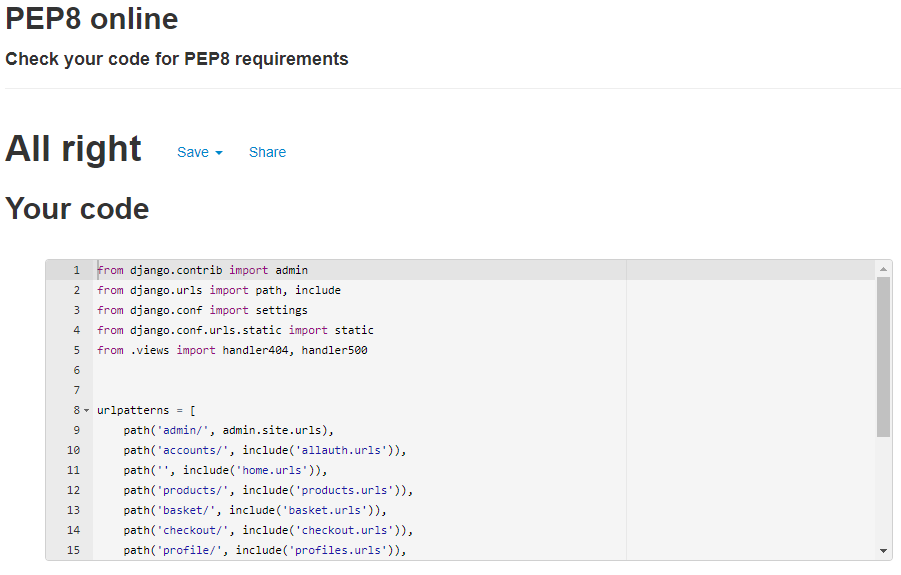 PEP8 online
Check your code for PEP8 requirements
All right Save Share
Your code
1 from django.contrib import admin
2 from django.urls import path, include
3 from django.conf import settings
4 from django.conf.urls.static import static
5 from .views import handler404, handler500
6
7
8 urlpatterns = [
9     path('admin/', admin.site.urls),
10     path('accounts/', include('allauth.urls')),
11     path('', include('home.urls')),
12     path('products/', include('products.urls')),
13     path('basket/', include('basket.urls')),
14     path('checkout/', include('checkout.urls')),
15     path('profile/', include('profiles.urls')),